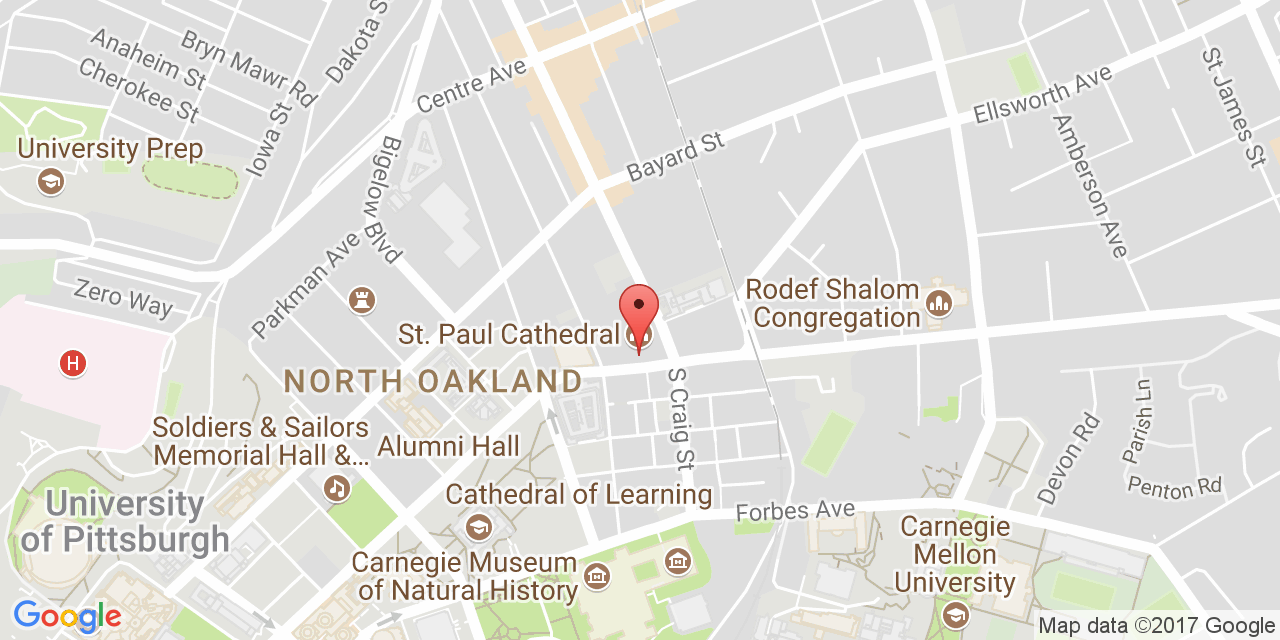 Anaheim St
Bryn Mawr Rd
Dakota S
Cherokee St
Iowa St
Centre Ave
Bayard St
Ellsworth Ave
St James St
Amberson Ave
University Prep
Bigelow Blvd
Parkman Ave
Zero Way
Rodef Shalom
Congregation
St. Paul Cathedral
H
NORTH OAKLAND
S Craig St
Soldiers & Sailors
Memorial Hall &...
Alumni Hall
Devon Rd
Parish Ln
Penton Rd
University
of Pittsburgh
Cathedral of Learning
Forbes Ave
Carnegie
Mellon
University
Carnegie Museum
of Natural History
Google
Map data ©2017 Google